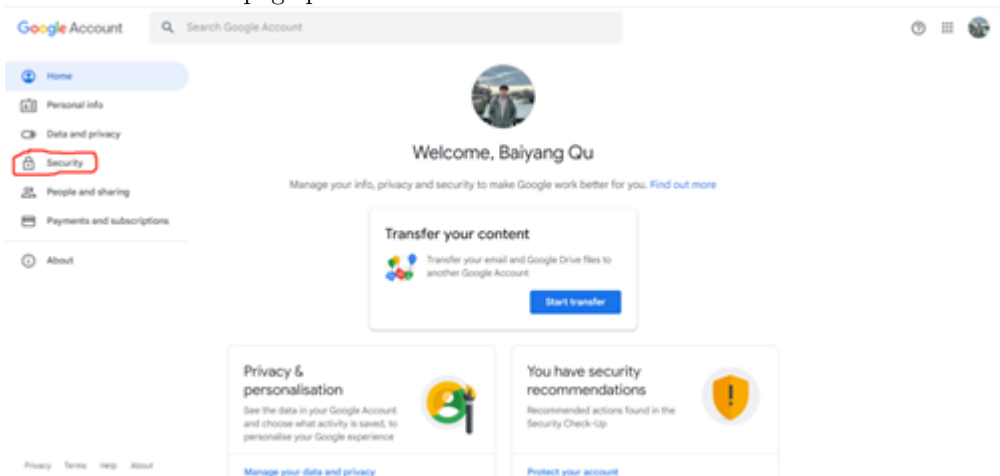 Google Account
Search Google Account
Home
Personal info
Data and privacy
Security
People and sharing
Payments and subscriptions
About
Welcome, Baiyang Qu
Manage your info, privacy and security to make Google work better for you. Find out more
Transfer your content
Transfer your email and Google Drive files to
another Google Account
Start transfer
Privacy &
personalisation
See the data in your Google Account
and choose what activity is saved, to
personalise your Google experience
Manage your data and privacy
You have security
recommendations
Recommended actions found in the
Security Check-Up
Protect your account
Privacy Terms Help About